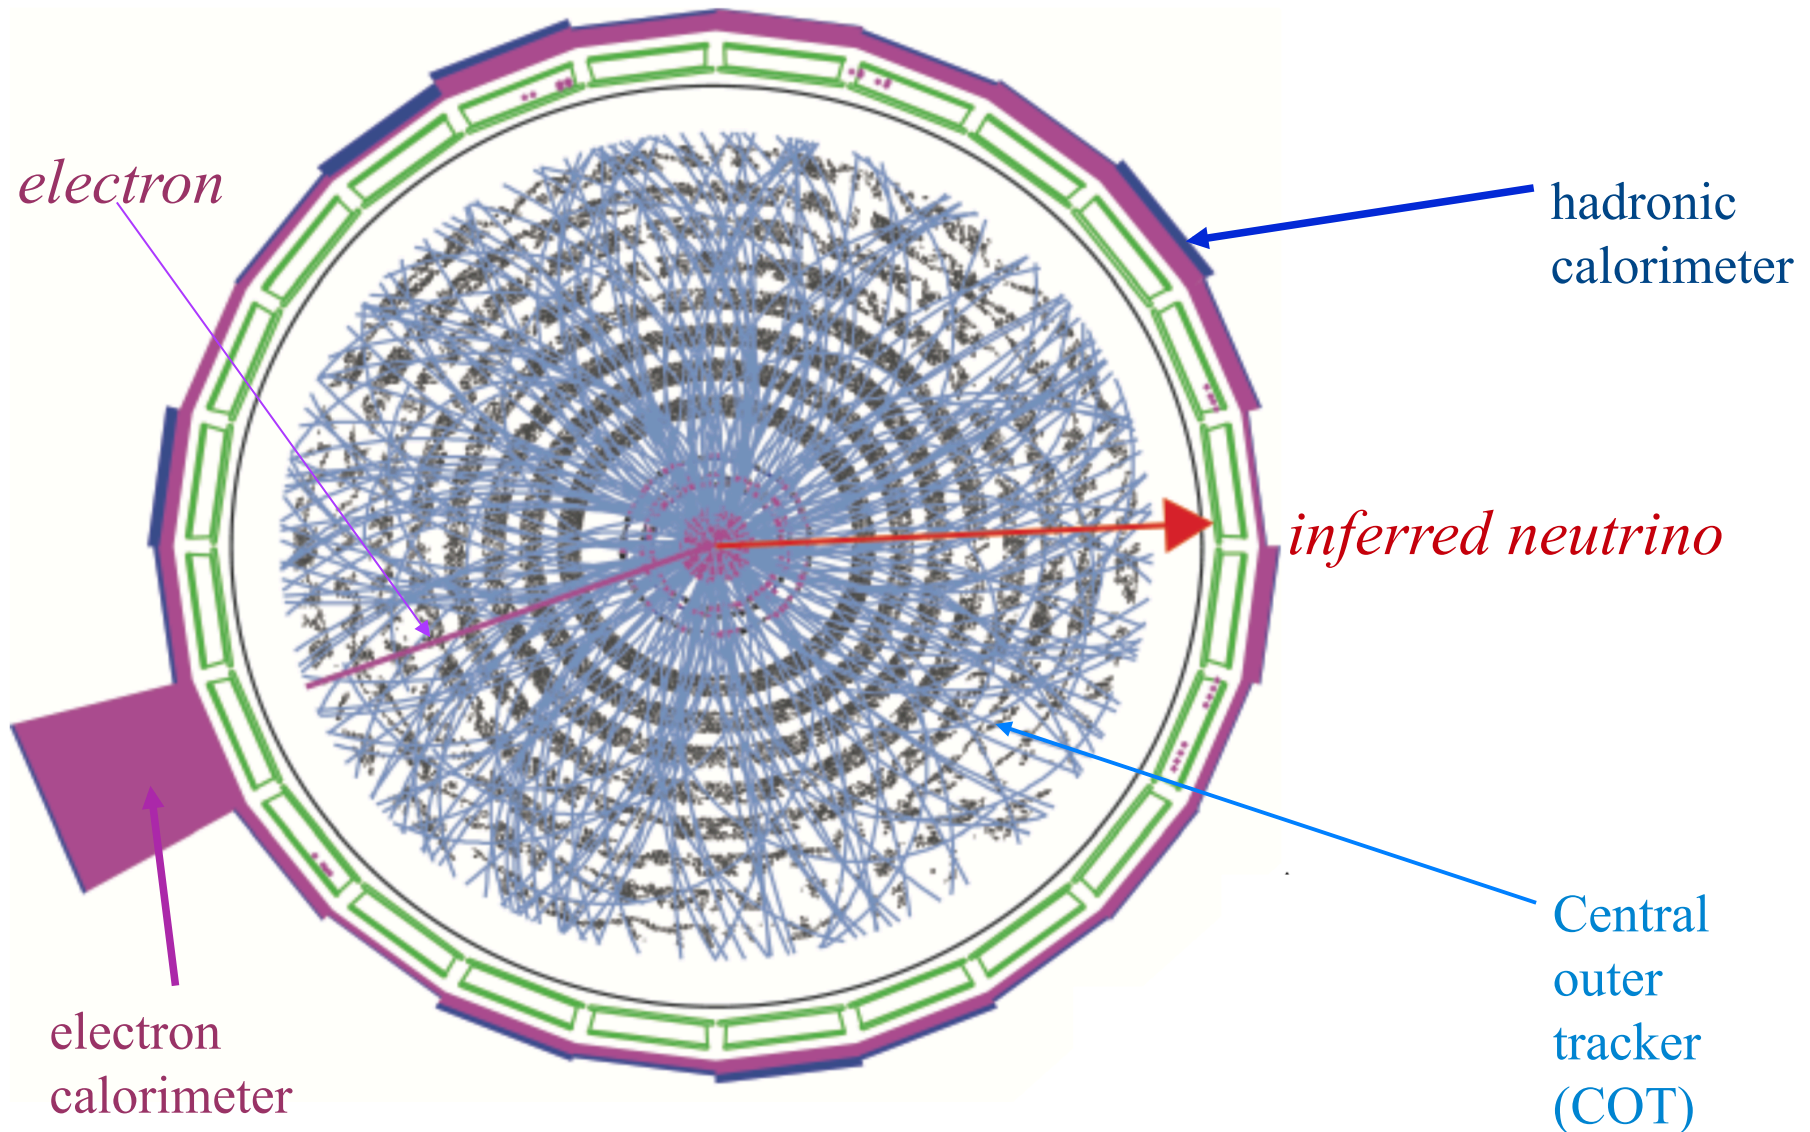 electron
hadronic
calorimeter
inferred neutrino
Central
outer
tracker
(COT)
electron
calorimeter